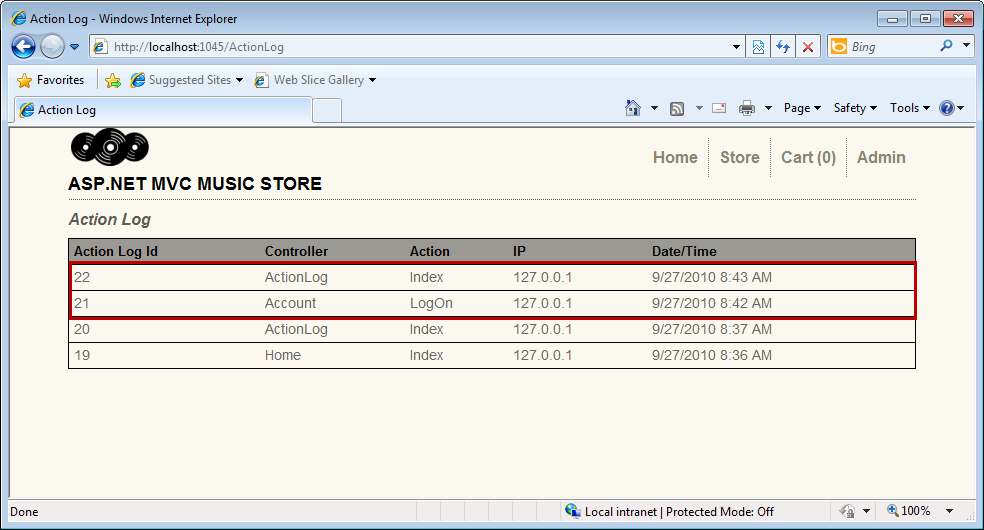 Action Log - Windows Internet Explorer
http://localhost:1045/ActionLog
Bing
Favorites Suggested Sites Web Slice Gallery
Action Log
Page Safety Tools
Home Store Cart (0) Admin
ASP.NET MVC MUSIC STORE
Action Log
Action Log Id Controller Action IP Date/Time
22 ActionLog Index 127.0.0.1 9/27/2010 8:43 AM
21 Account LogOn 127.0.0.1 9/27/2010 8:42 AM
20 ActionLog Index 127.0.0.1 9/27/2010 8:37 AM
19 Home Index 127.0.0.1 9/27/2010 8:36 AM
Done Local intranet | Protected Mode: Off 100%